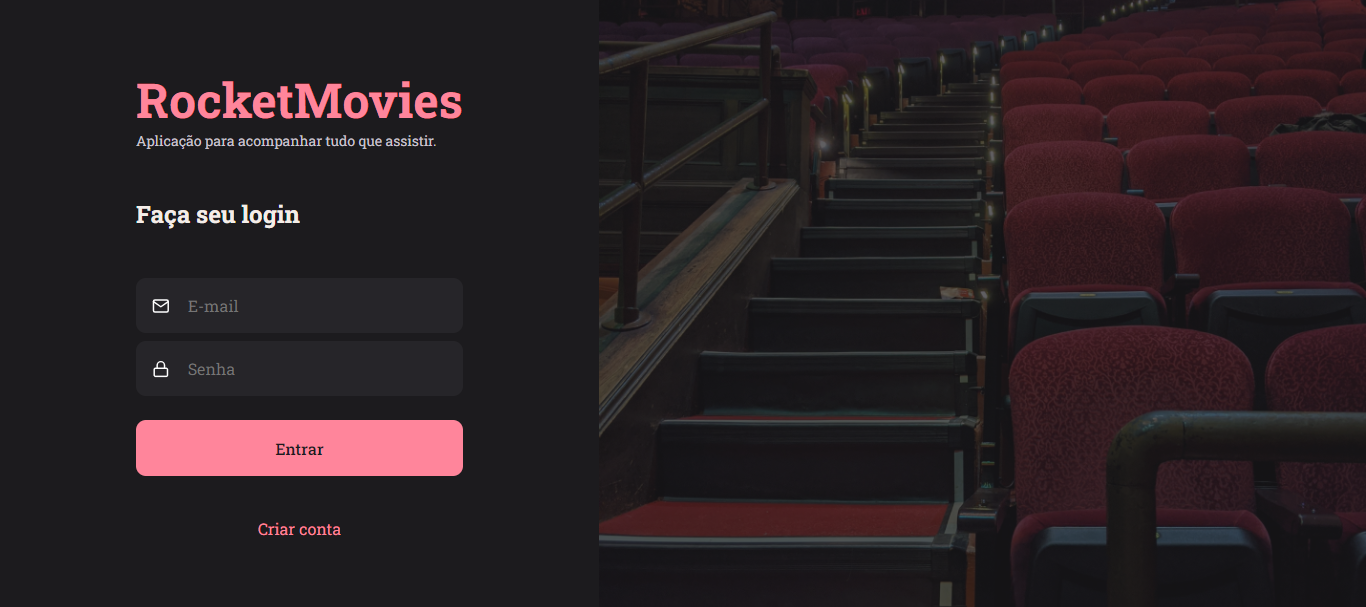 RocketMovies
Aplicação para acompanhar tudo que assistir.
Faça seu login
E-mail
Senha
Entrar
Criar conta